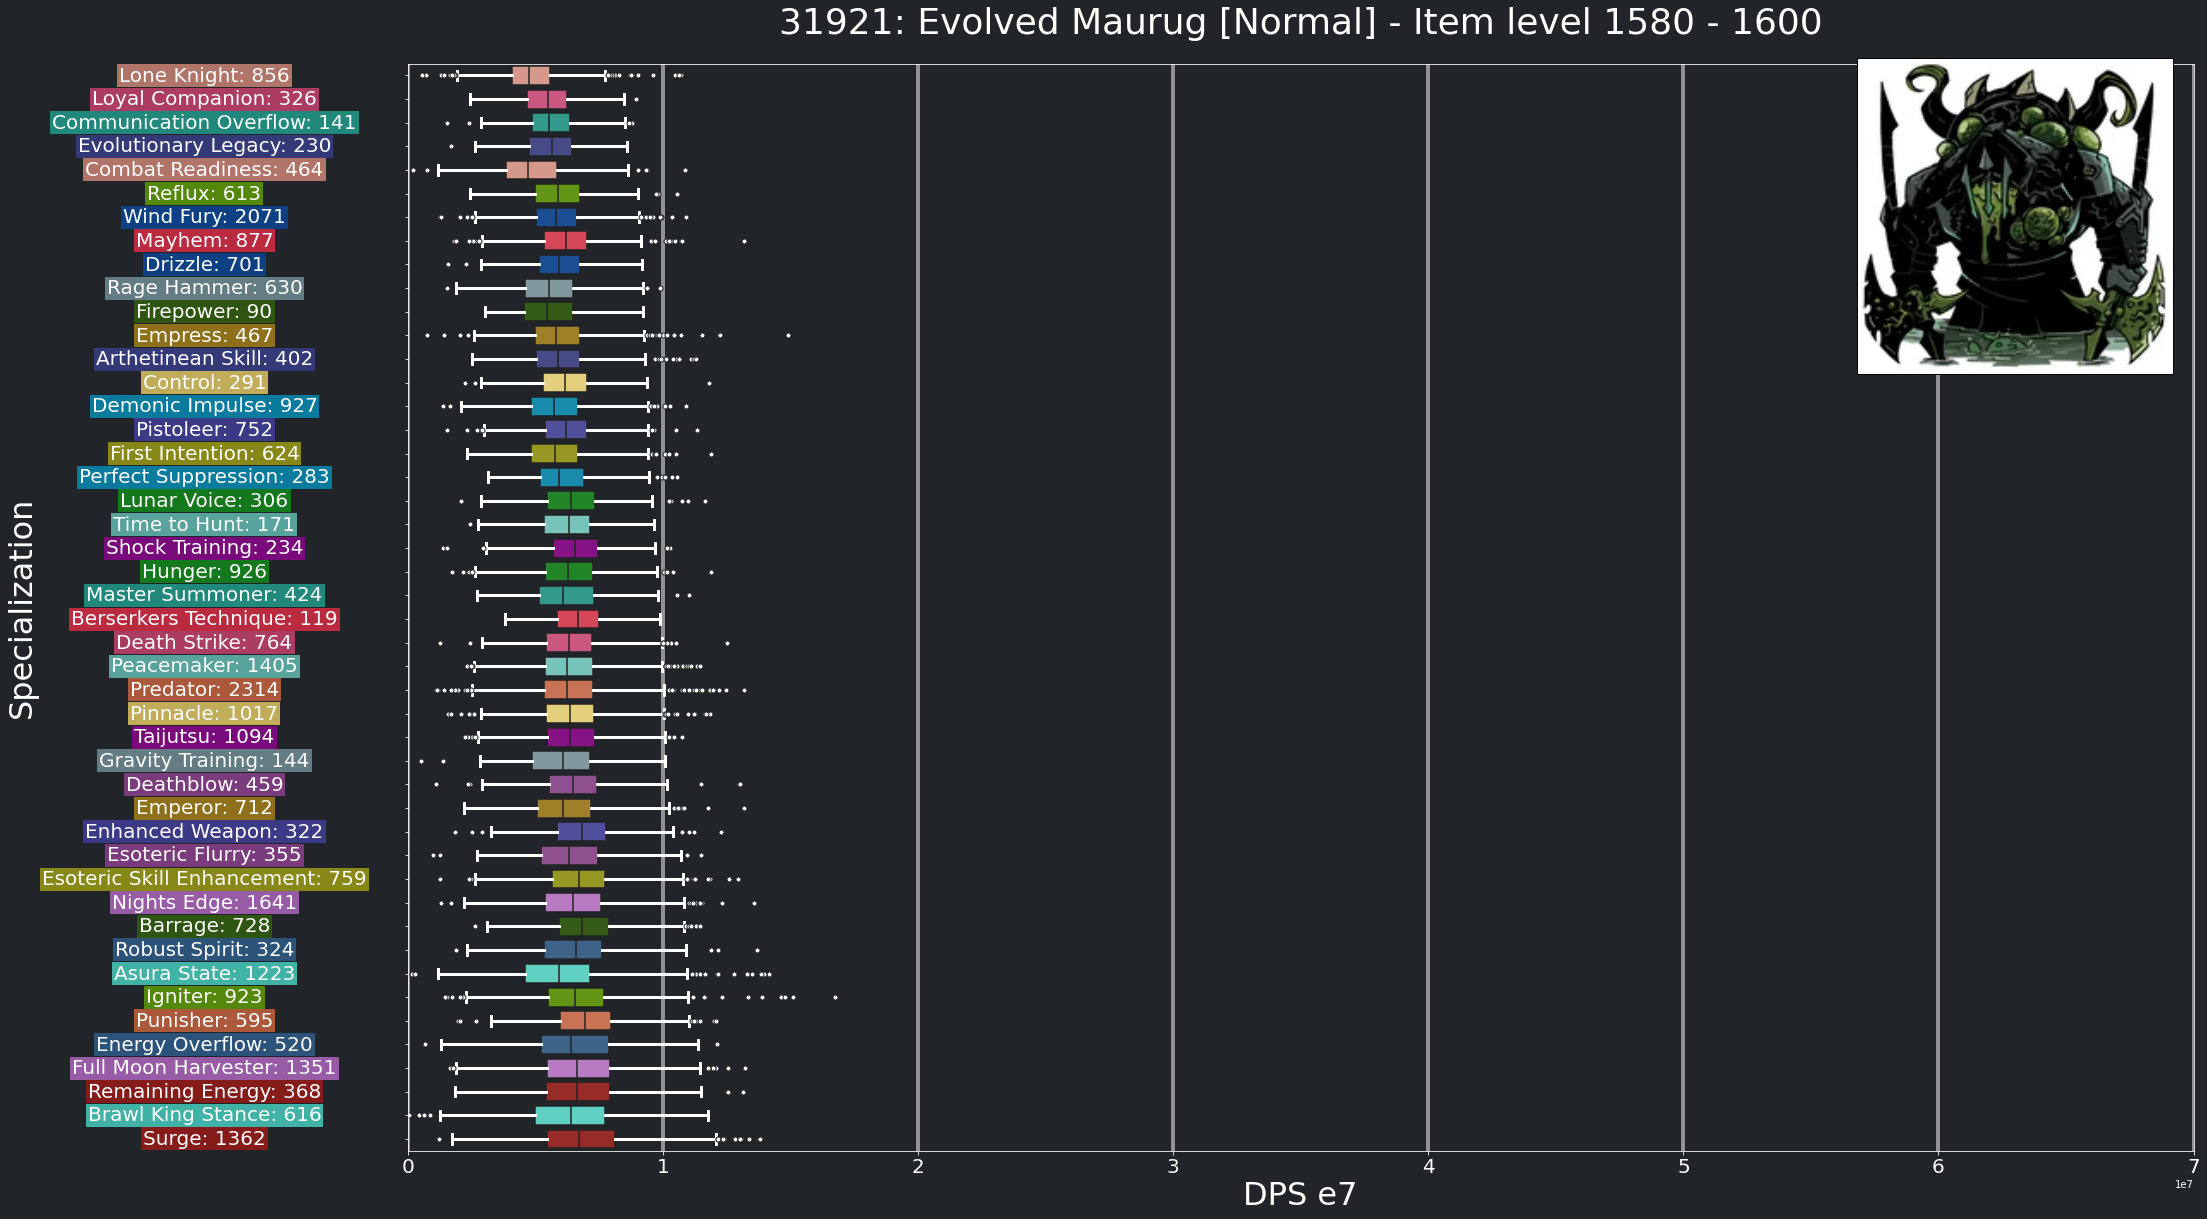 31921: Evolved Maurug [Normal] - Item level 1580 - 1600
Lone Knight: 856
Loyal Companion: 326
Communication Overflow: 141
Evolutionary Legacy: 230
Combat Readiness: 464
Reflux: 613
Wind Fury: 2071
Mayhem: 877
Drizzle: 701
Rage Hammer: 630
Firepower: 90
Empress: 467
Arthetinean Skill: 402
Control: 291
Demonic Impulse: 927
Pistoleer: 752
First Intention: 624
Perfect Suppression: 283
Lunar Voice: 306
Time to Hunt: 171
Shock Training: 234
Hunger: 926
Master Summoner: 424
Berserkers Technique: 119
Death Strike: 764
Peacemaker: 1405
Predator: 2314
Pinnacle: 1017
Taijutsu: 1094
Gravity Training: 144
Deathblow: 459
Emperor: 712
Enhanced Weapon: 322
Esoteric Flurry: 355
Esoteric Skill Enhancement: 759
Nights Edge: 1641
Barrage: 728
Robust Spirit: 324
Asura State: 1223
Igniter: 923
Punisher: 595
Energy Overflow: 520
Full Moon Harvester: 1351
Remaining Energy: 368
Brawl King Stance: 616
Surge: 1362
Specialization
0 1 2 3 4 5 6 7
DPS e7
1e7